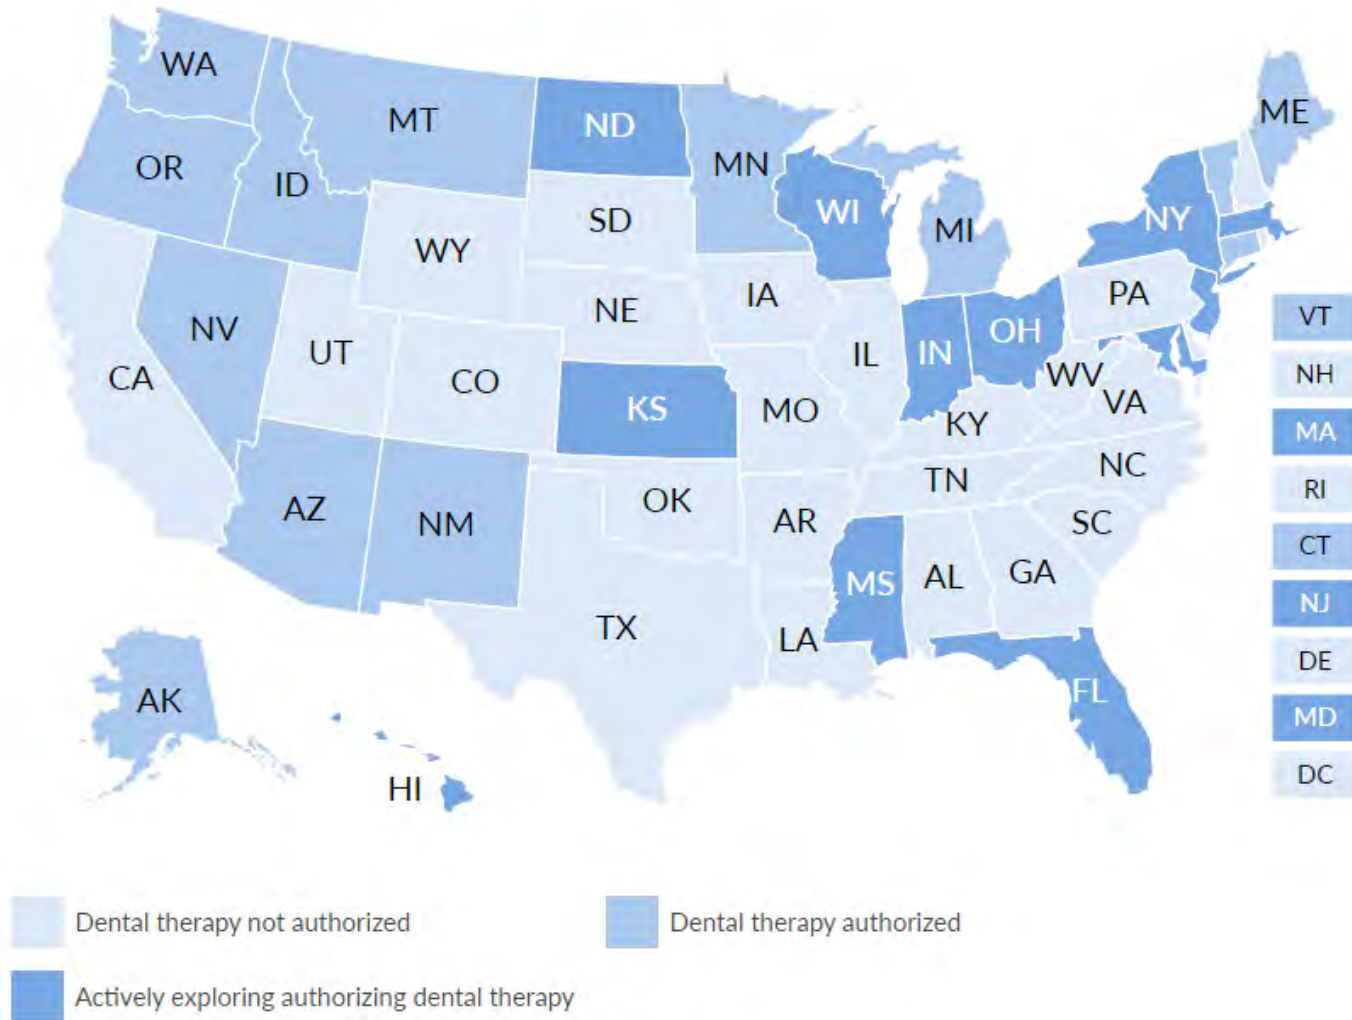 WA
MT
ND
MN
ME
OR
ID
SD
WI
MI
NY
WY
IA
PA
NV
NE
VT
UT
IL
IN
OH
CA
CO
WV
NH
KS
MO
KY
VA
MA
AZ
NM
OK
TN
NC
RI
AR
SC
CT
MS
AL
GA
NJ
TX
LA
DE
AK
FL
MD
HI
DC
Dental therapy not authorized
Dental therapy authorized
Actively exploring authorizing dental therapy